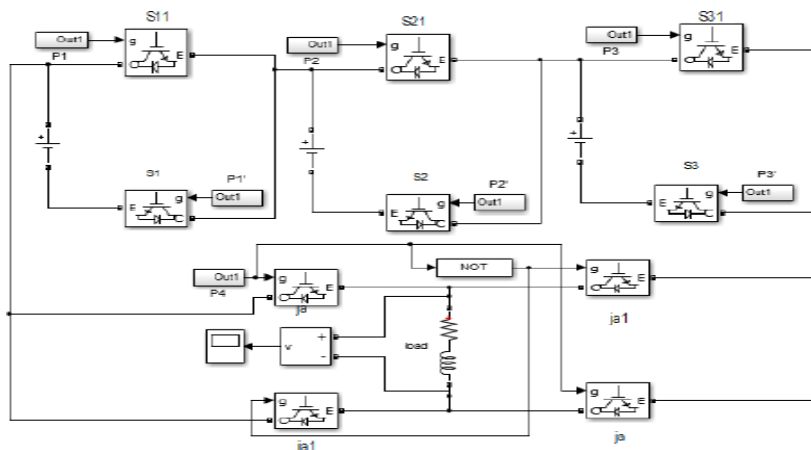 S11
S21
S31
Out1
g
E
C
P1
Out1
g
E
C
P2
Out1
g
E
C
P3
+
+
+
S1
P1'
E
g
C
Out1
S2
P2'
E
g
C
Out1
S3
P3'
E
g
C
Out1
Out1
P4
g
C
E
ja
NOT
g
C
E
ja1
v
+
-
load
g
C
E
ja1
g
C
E
ja